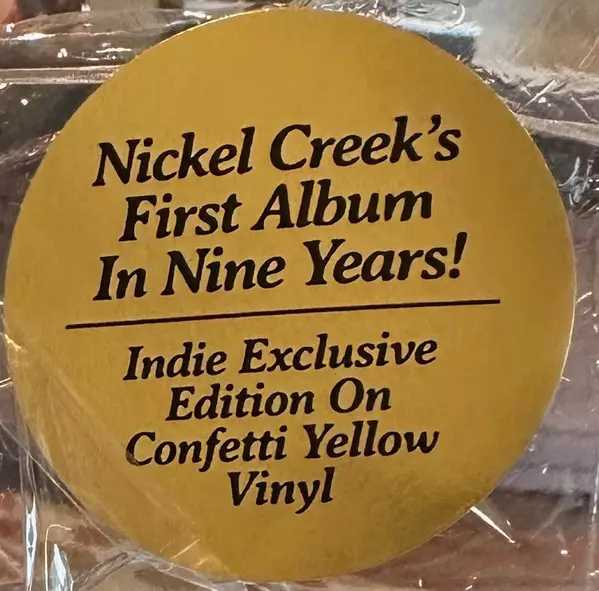 Nickel Creek's
First Album
In Nine Years!
Indie Exclusive
Edition On
Confetti Yellow
Vinyl